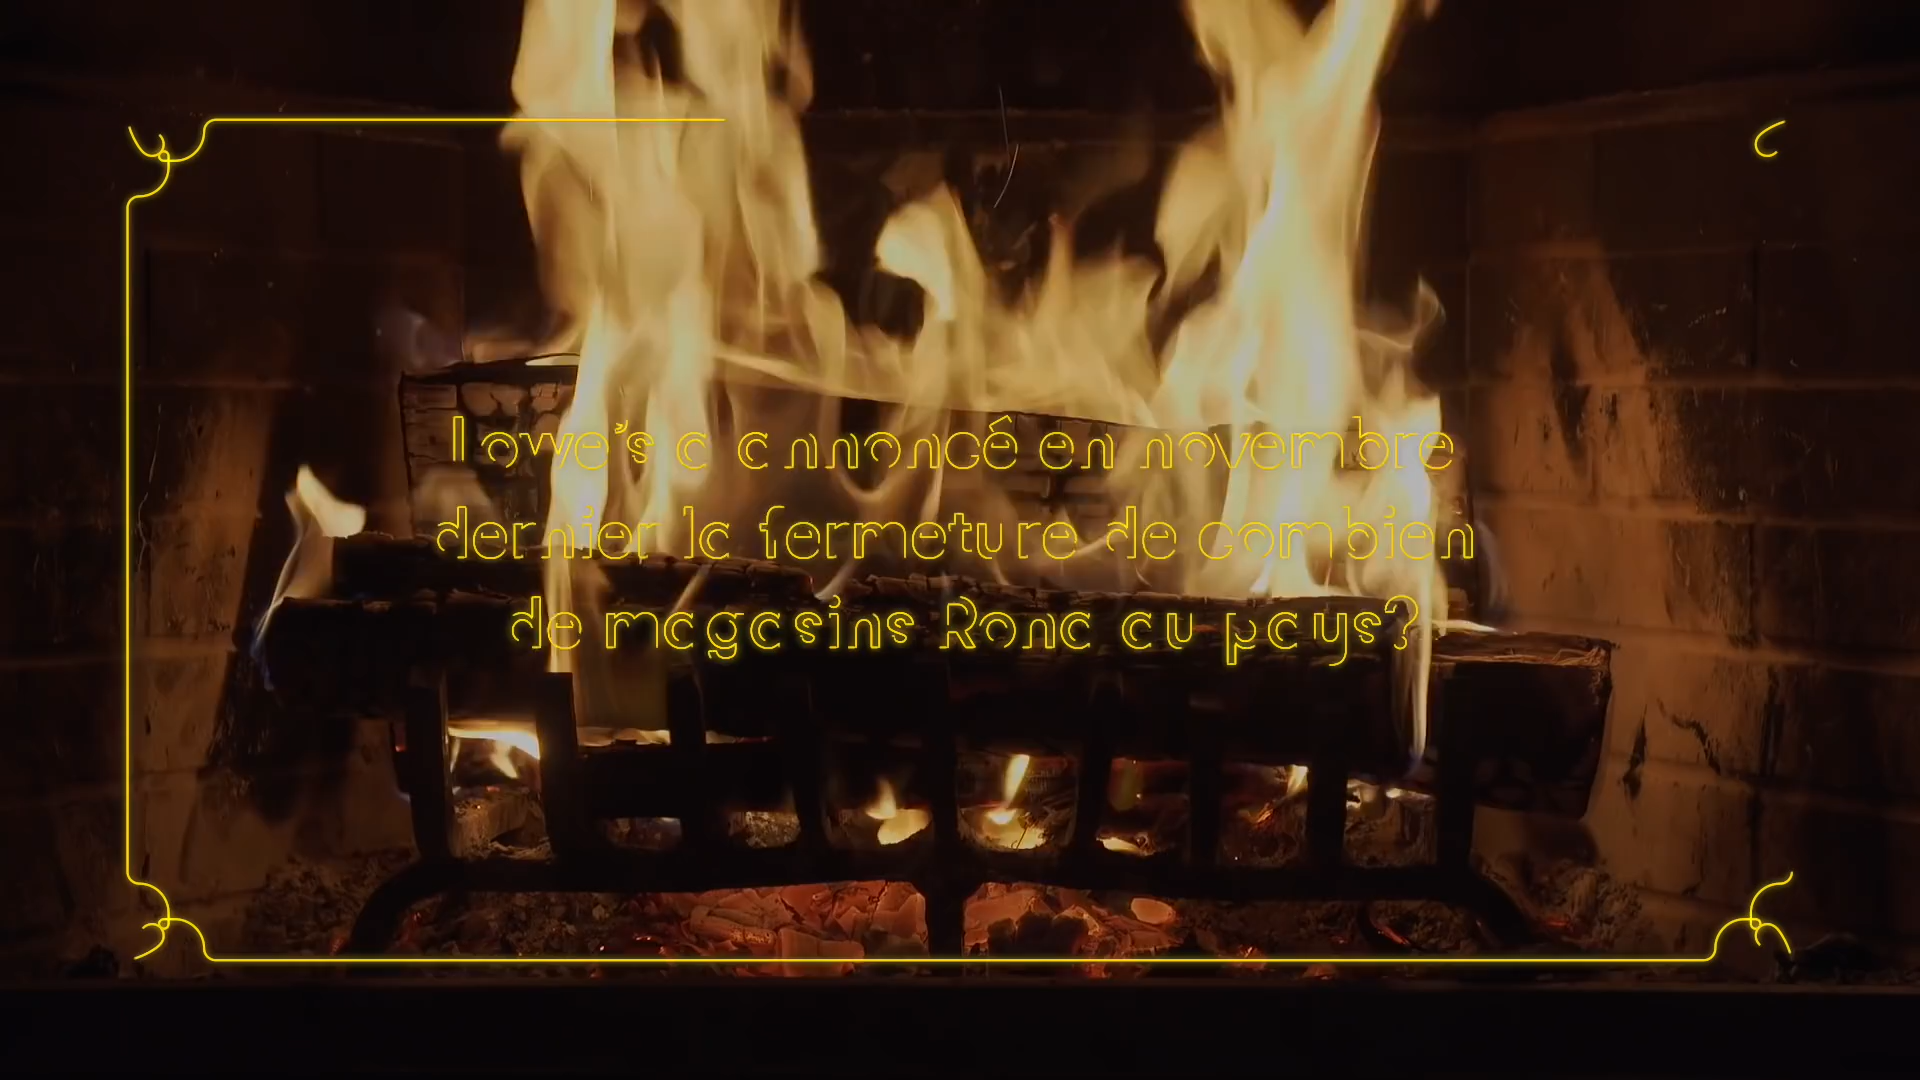 Lowe's a annoncé en novembre
dernier la fermeture de combien
de magasins Rona au pays?